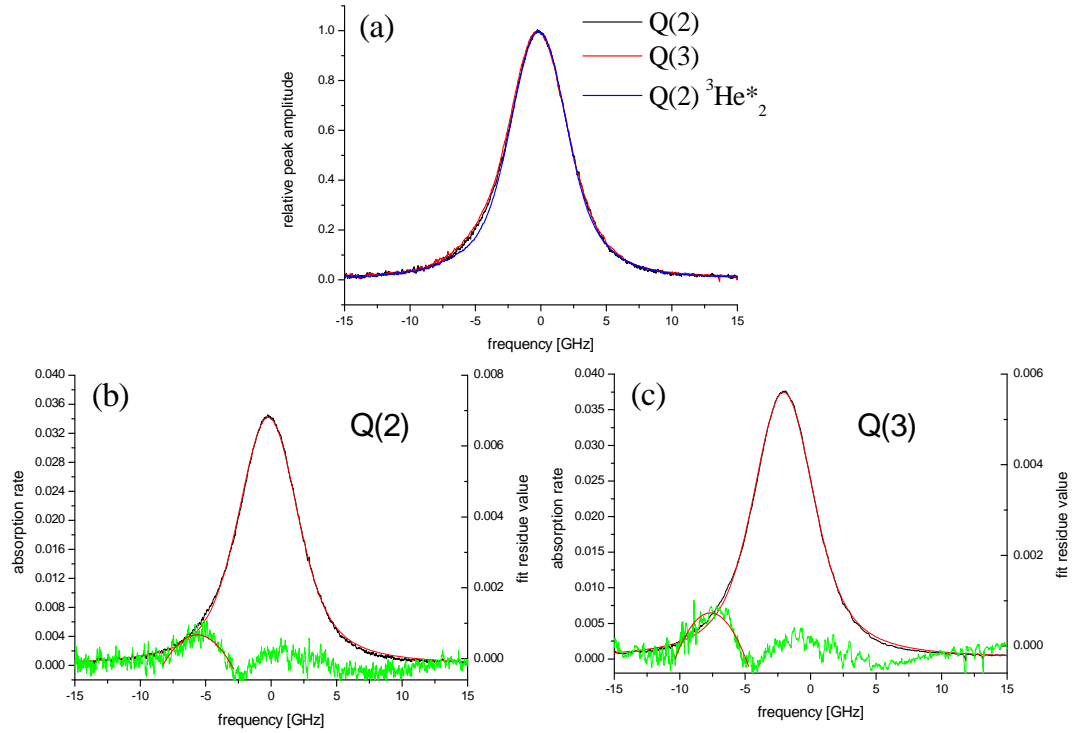 (a)
Q(2)
Q(3)
Q(2) ³He*₂
relative peak amplitude
1.0
0.8
0.6
0.4
0.2
0.0
-15 -10 -5 0 5 10 15
frequency [GHz]
(b)
Q(2)
absorption rate
0.040
0.036
0.032
0.028
0.024
0.020
0.016
0.012
0.008
0.004
0.000
fit residue value
0.008
0.006
0.004
0.002
0.000
-15 -10 -5 0 5 10 15
frequency [GHz]
(c)
Q(3)
absorption rate
0.040
0.035
0.030
0.025
0.020
0.015
0.010
0.005
0.000
fit residue value
0.006
0.004
0.002
0.000
-15 -10 -5 0 5 10 15
frequency [GHz]